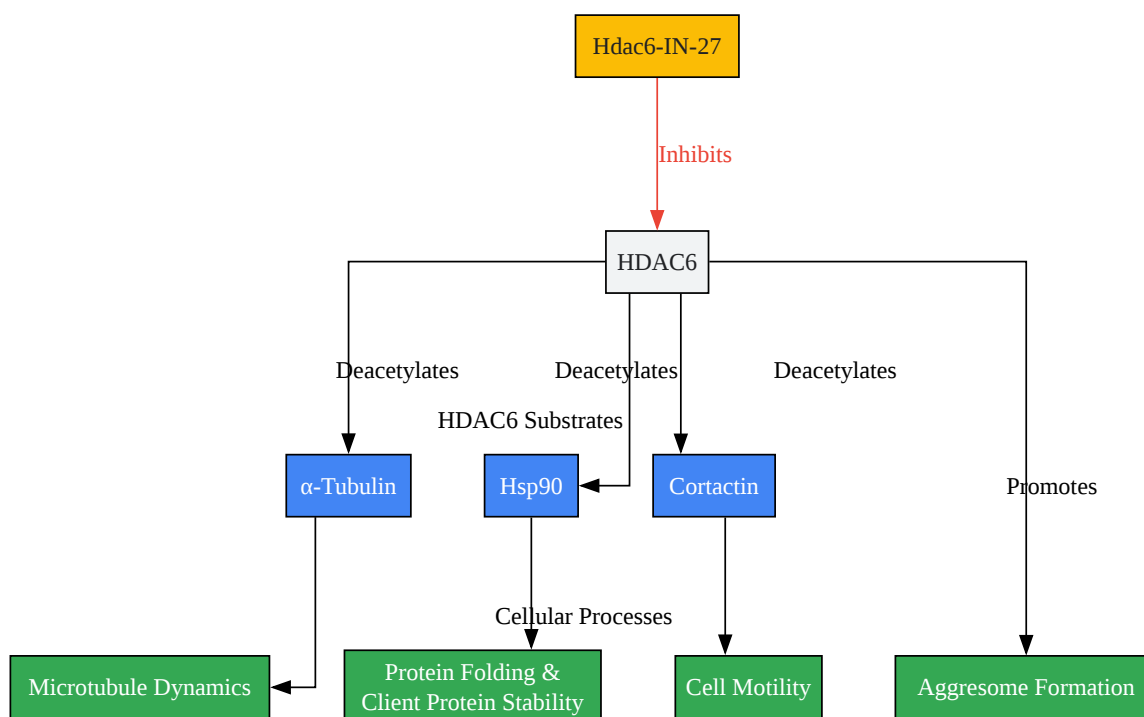 Hdac6-IN-27
Inhibits
HDAC6
Deacetylates
Deacetylates
Deacetylates
HDAC6 Substrates
α-Tubulin
Hsp90
Cortactin
Promotes
Cellular Processes
Microtubule Dynamics
Protein Folding &
Client Protein Stability
Cell Motility
Aggresome Formation